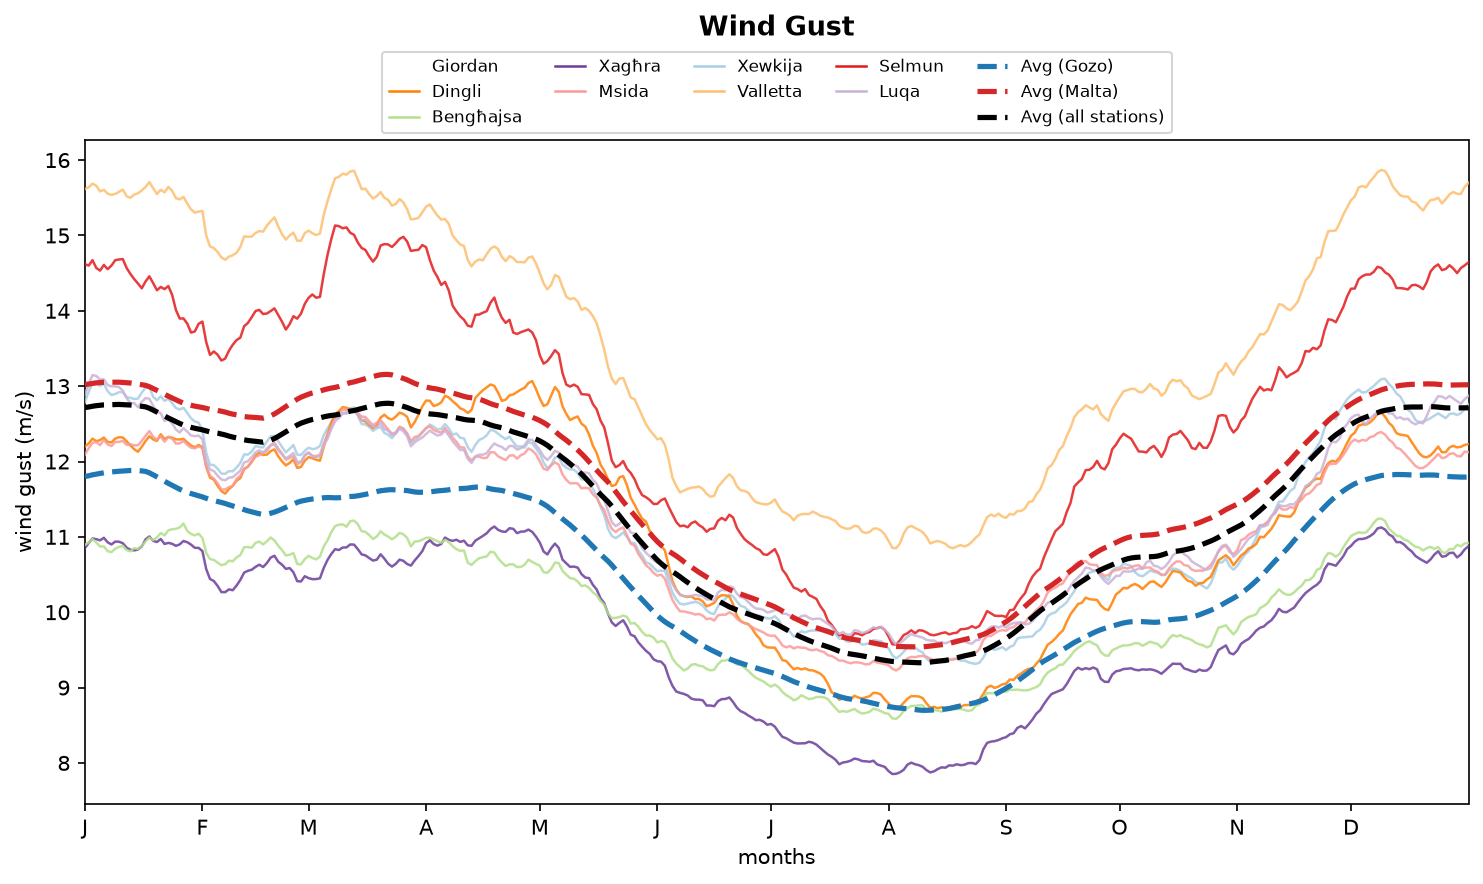 Wind Gust
Giordan Xagħra Xewkija Selmun Avg (Gozo)
Dingli Msida Valletta Luqa Avg (Malta)
Bengħajsa Avg (all stations)
16
15
14
13
12
11
10
9
8
wind gust (m/s)
J F M A M J J A S O N D
months